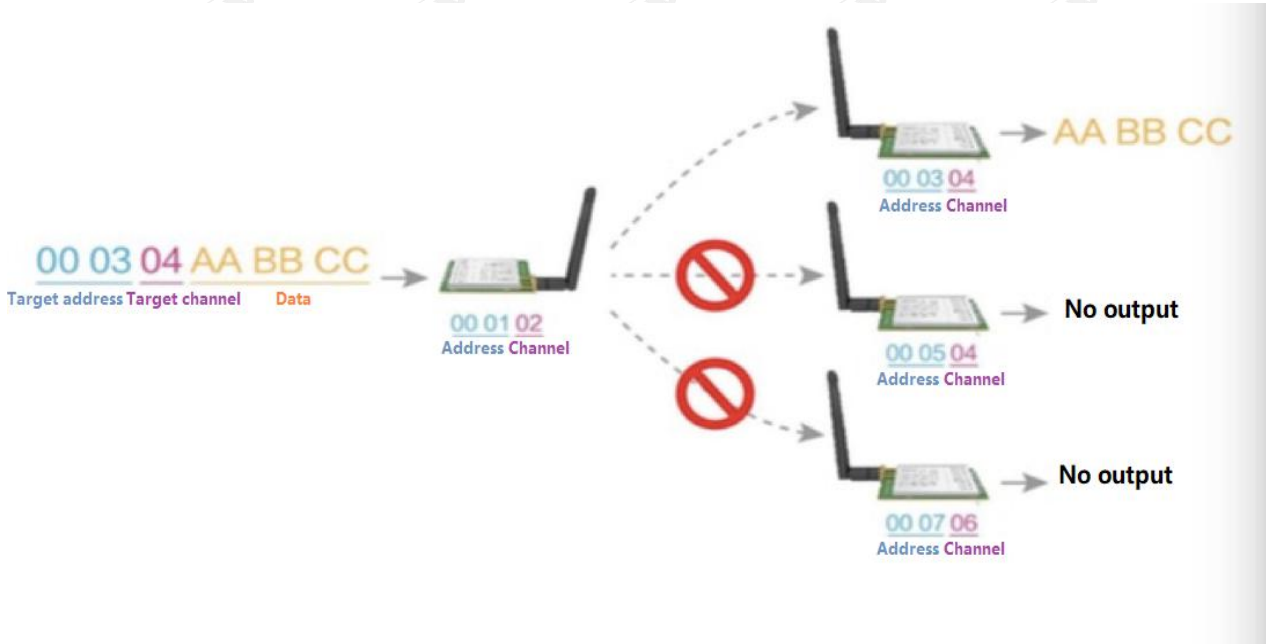 00 03 04 AA BB CC
Target address Target channel Data
00 01 02
Address Channel
AA BB CC
00 03 04
Address Channel
No output
00 05 04
Address Channel
No output
00 07 06
Address Channel